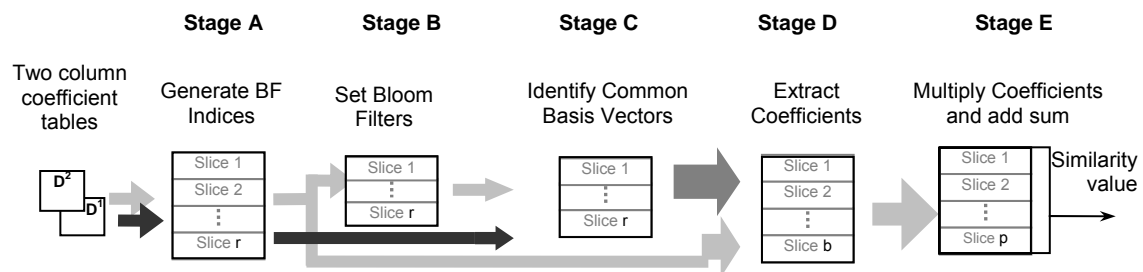 Stage A
Stage B
Stage C
Stage D
Stage E
Two column
coefficient
tables
Generate BF
Indices
Set Bloom
Filters
Identify Common
Basis Vectors
Extract
Coefficients
Multiply Coefficients
and add sum
D²
D¹
Slice 1
Slice 2
Slice r
Slice 1
Slice r
Slice 1
Slice r
Slice 1
Slice 2
Slice b
Slice 1
Slice 2
Slice p
Similarity
value